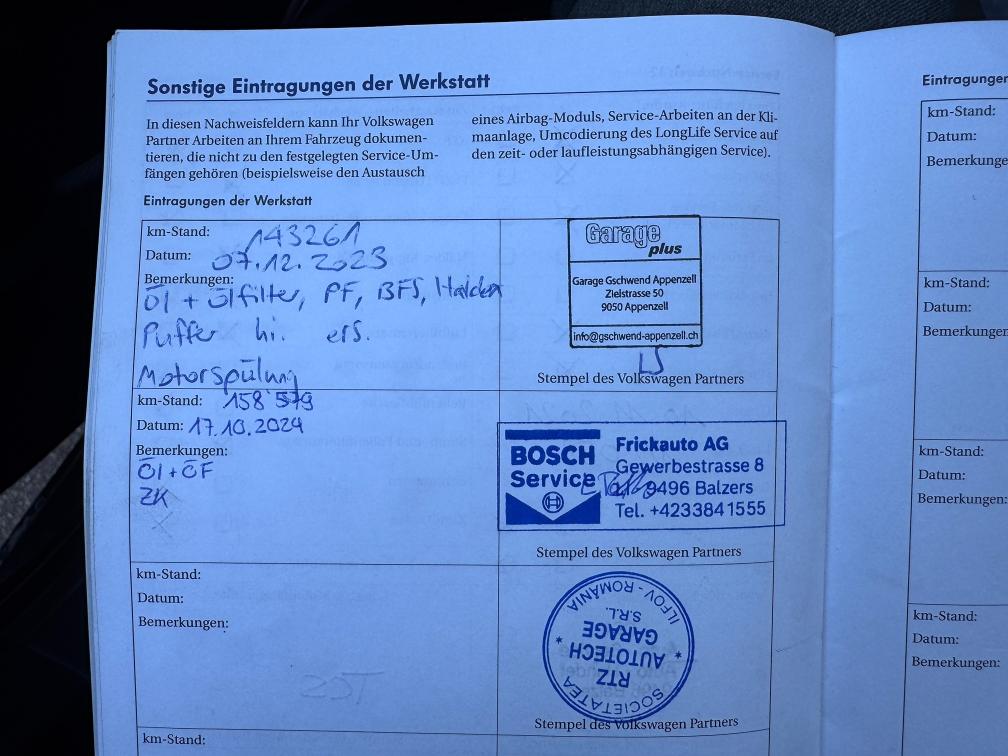 Sonstige Eintragungen der Werkstatt
In diesen Nachweisfeldern kann Ihr Volkswagen
Partner Arbeiten an Ihrem Fahrzeug dokumen-
tieren, die nicht zu den festgelegten Service-Um-
fängen gehören (beispielsweise den Austausch
eines Airbag-Moduls, Service-Arbeiten an der Kli-
maanlage, Umcodierung des LongLife Service auf
den zeit- oder laufleistungsabhängigen Service).
Eintragungen der Werkstatt
km-Stand: 143261
Datum: 07.12.2023
Bemerkungen:
Öl + Ölfilter, PF, BFS,
Puffer hi. ers.
Motorspülung
Garage
plus
Garage Gschwend Appenzell
Zielstrasse 50
9050 Appenzell
info@gschwend-appenzell.ch
LS
Stempel des Volkswagen Partners
km-Stand: 158'579
Datum: 17.10.2024
Bemerkungen:
Öl + ÖF
ZK
BOSCH
Service
Frickauto AG
Gewerbestrasse 8
9496 Balzers
Tel. +4233841555
Stempel des Volkswagen Partners
km-Stand:
Datum:
Bemerkungen:
SOCIETATEA
RTZ
AUTOTECH
GARAGE
S.R.L.
ILFOV - ROMÂNIA
Stempel des Volkswagen Partners
km-Stand:
Eintragungen
km-Stand:
Datum:
Bemerkungen:
km-Stand:
Datum:
Bemerkungen:
km-Stand:
Datum:
Bemerkungen:
km-Stand:
Datum:
Bemerkungen: